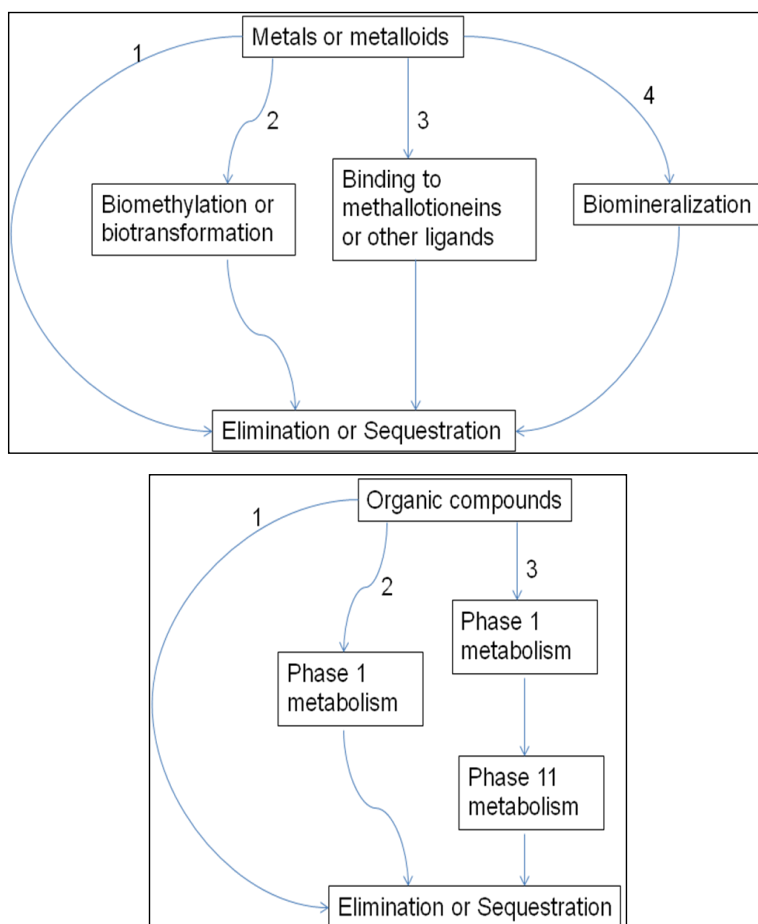 Metals or metalloids
1
2
3
4
Biomethylation or
biotransformation
Binding to
methallotioneins
or other ligands
Biomineralization
Elimination or Sequestration
Organic compounds
1
2
3
Phase 1
metabolism
Phase 1
metabolism
Phase 11
metabolism
Elimination or Sequestration